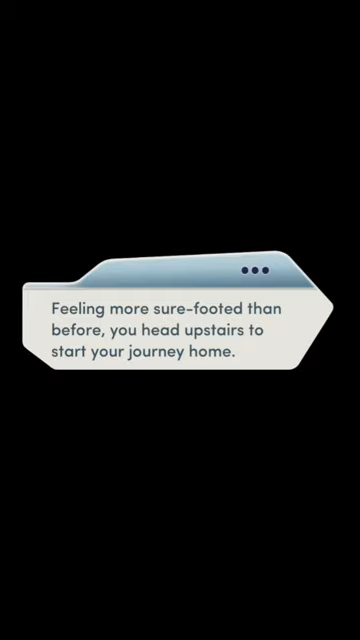 Feeling more sure-footed than
before, you head upstairs to
start your journey home.